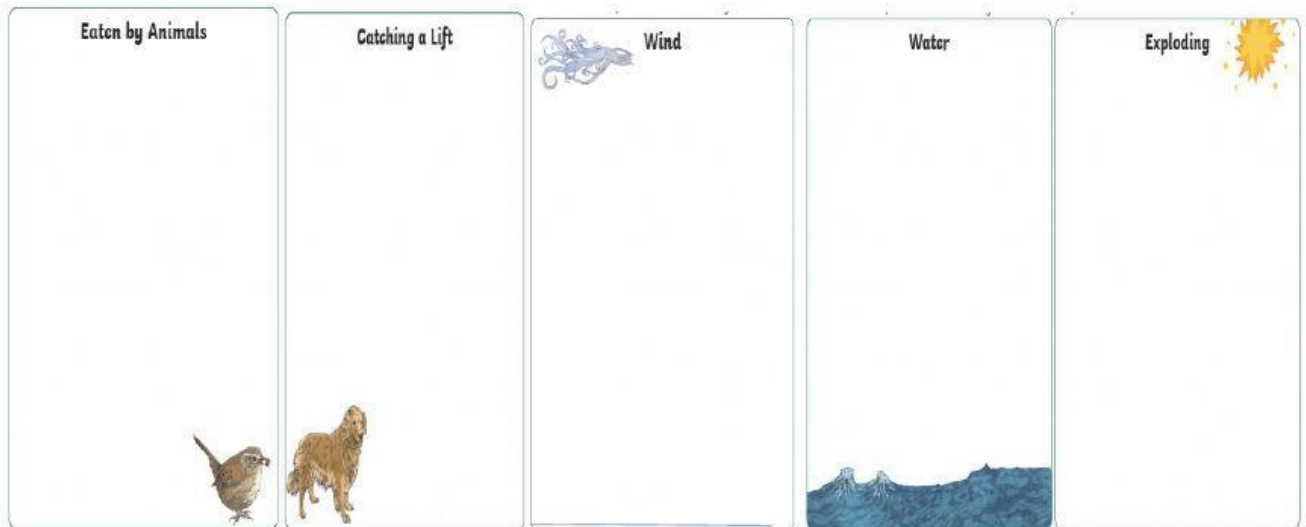 Eaten by Animals
Catching a Lift
Wind
Water
Exploding